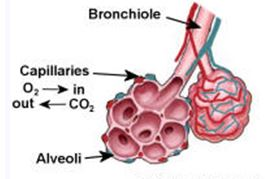 Bronchiole
Capillaries
O₂ → in
out ← CO₂
Alveoli